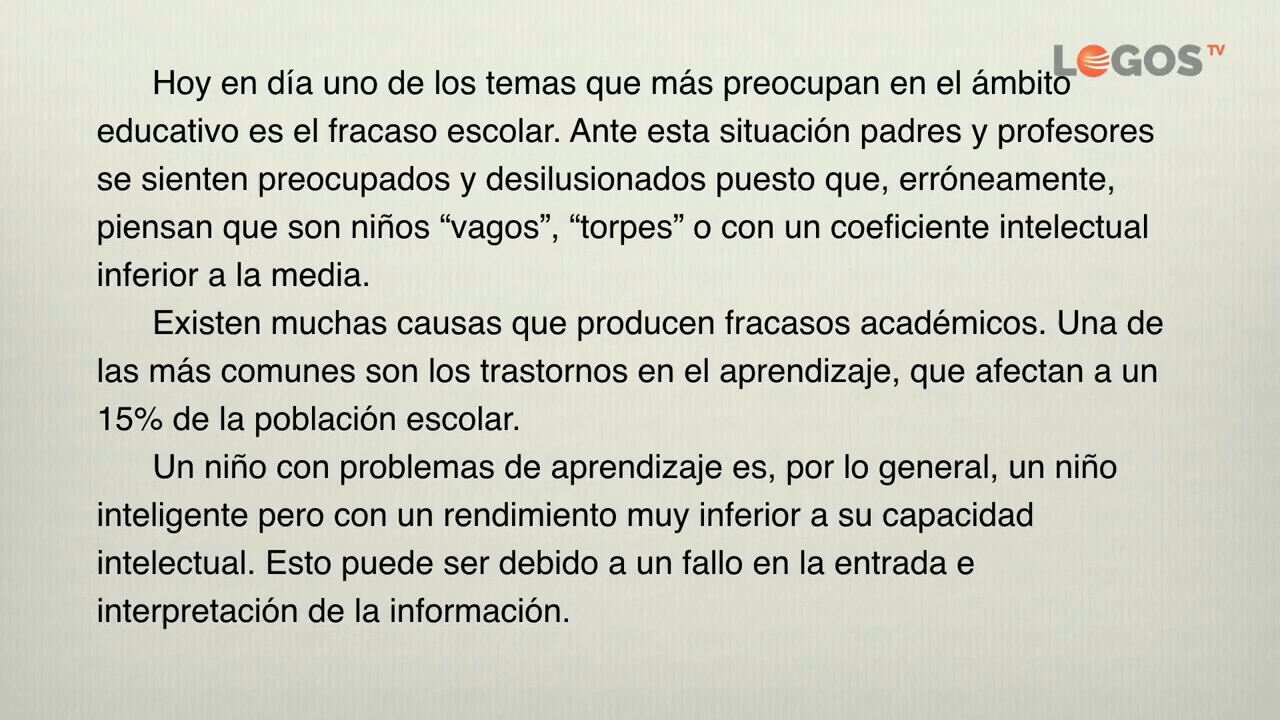 LOGOS TV
Hoy en día uno de los temas que más preocupan en el ámbito
educativo es el fracaso escolar. Ante esta situación padres y profesores
se sienten preocupados y desilusionados puesto que, erróneamente,
piensan que son niños “vagos”, “torpes” o con un coeficiente intelectual
inferior a la media.
Existen muchas causas que producen fracasos académicos. Una de
las más comunes son los trastornos en el aprendizaje, que afectan a un
15% de la población escolar.
Un niño con problemas de aprendizaje es, por lo general, un niño
inteligente pero con un rendimiento muy inferior a su capacidad
intelectual. Esto puede ser debido a un fallo en la entrada e
interpretación de la información.